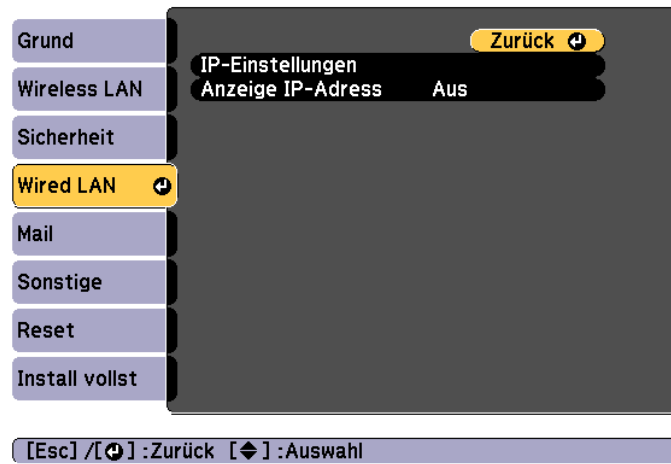 Grund
Wireless LAN
Sicherheit
Wired LAN
Mail
Sonstige
Reset
Install vollst
Zurück
IP-Einstellungen
Anzeige IP-Adress Aus
[Esc] /[ ] :Zurück [ ] :Auswahl